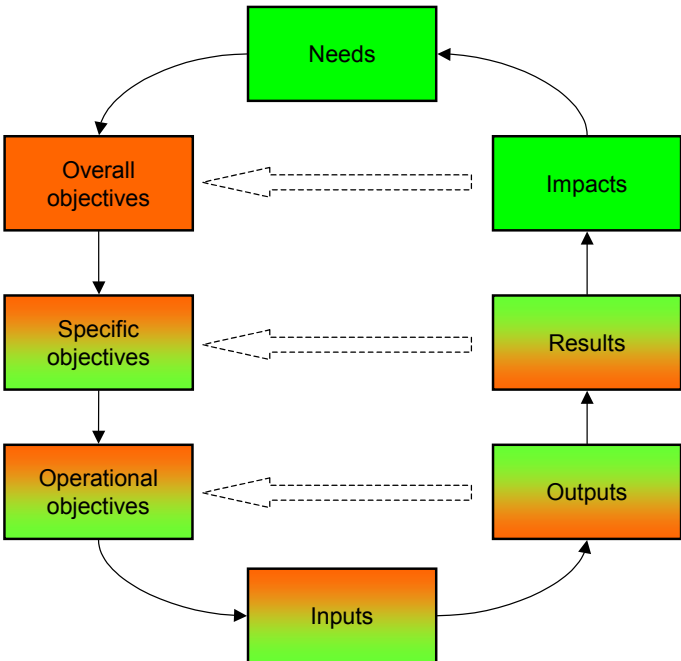 Needs
Overall
objectives
Impacts
Specific
objectives
Results
Operational
objectives
Outputs
Inputs